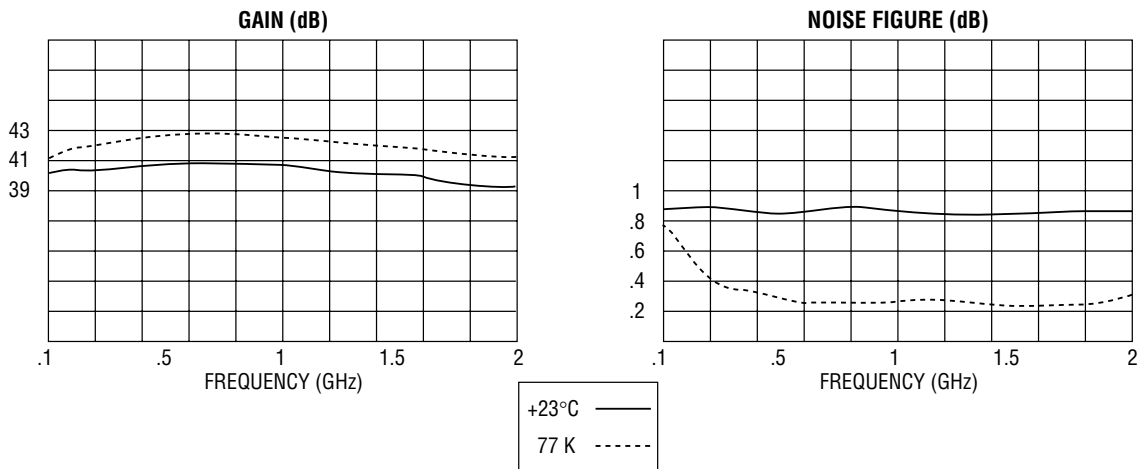 GAIN (dB)
43
41
39
.1 .5 1 1.5 2
FREQUENCY (GHz)
NOISE FIGURE (dB)
1
.8
.6
.4
.2
.1 .5 1 1.5 2
FREQUENCY (GHz)
+23°C
77 K